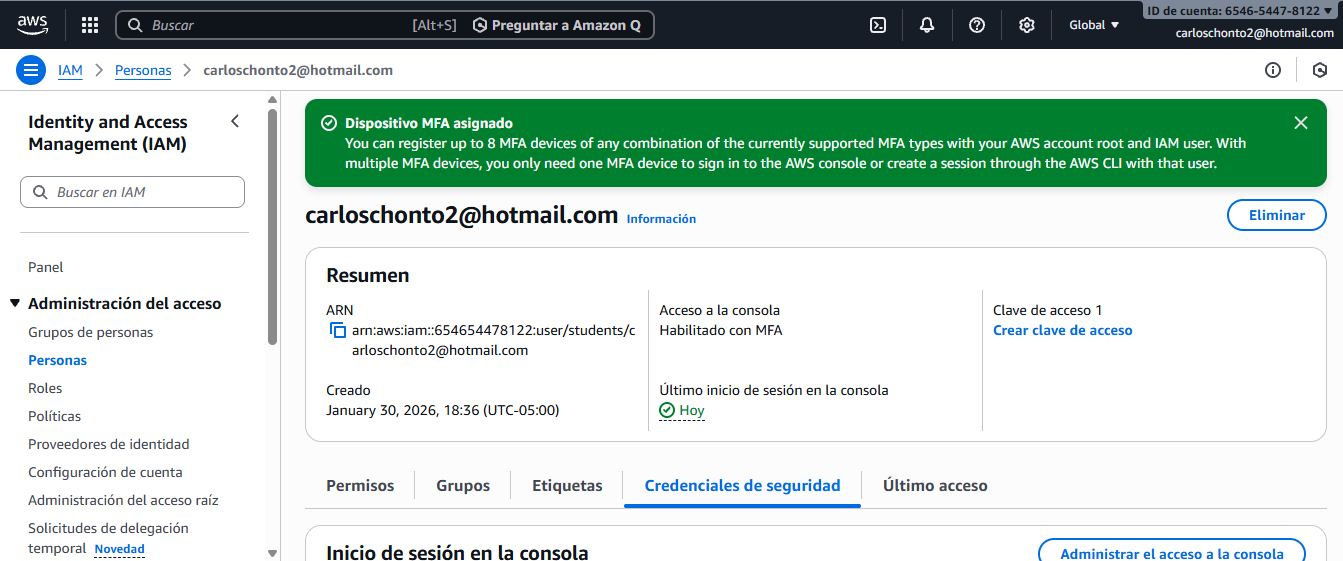 aws
Buscar
[Alt+S]
Preguntar a Amazon Q
Global
ID de cuenta: 6546-5447-8122
carloschonto2@hotmail.com
IAM
Personas
carloschonto2@hotmail.com
Identity and Access
Management (IAM)
Buscar en IAM
Panel
Administración del acceso
Grupos de personas
Personas
Roles
Políticas
Proveedores de identidad
Configuración de cuenta
Administración del acceso raíz
Solicitudes de delegación
temporal Novedad
Dispositivo MFA asignado
You can register up to 8 MFA devices of any combination of the currently supported MFA types with your AWS account root and IAM user. With
multiple MFA devices, you only need one MFA device to sign in to the AWS console or create a session through the AWS CLI with that user.
carloschonto2@hotmail.com Información
Eliminar
Resumen
ARN
arn:aws:iam::654654478122:user/students/c
arloschonto2@hotmail.com
Creado
January 30, 2026, 18:36 (UTC-05:00)
Acceso a la consola
Habilitado con MFA
Último inicio de sesión en la consola
Hoy
Clave de acceso 1
Crear clave de acceso
Permisos
Grupos
Etiquetas
Credenciales de seguridad
Último acceso
Inicio de sesión en la consola
Administrar el acceso a la consola